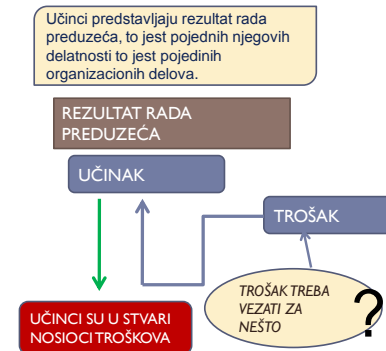 Učinci predstavljaju rezultat rada
preduzeća, to jest pojednih njegovih
delatnosti to jest pojedinih
organizacionih delova.
REZULTAT RADA
PREDUZEĆA
UČINAK
TROŠAK
TROŠAK TREBA
VEZATI ZA
NEŠTO
?
UČINCI SU U STVARI
NOSIOCI TROŠKOVA